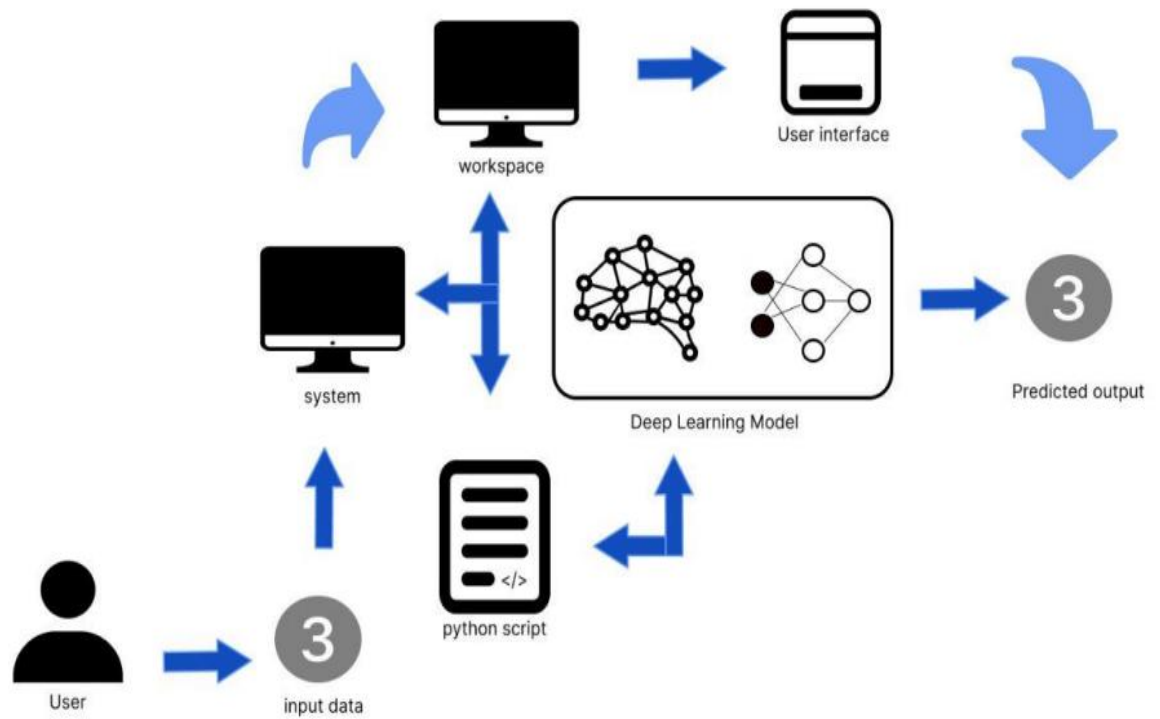 workspace
User interface
system
Deep Learning Model
3
Predicted output
</>
python script
User
3
input data